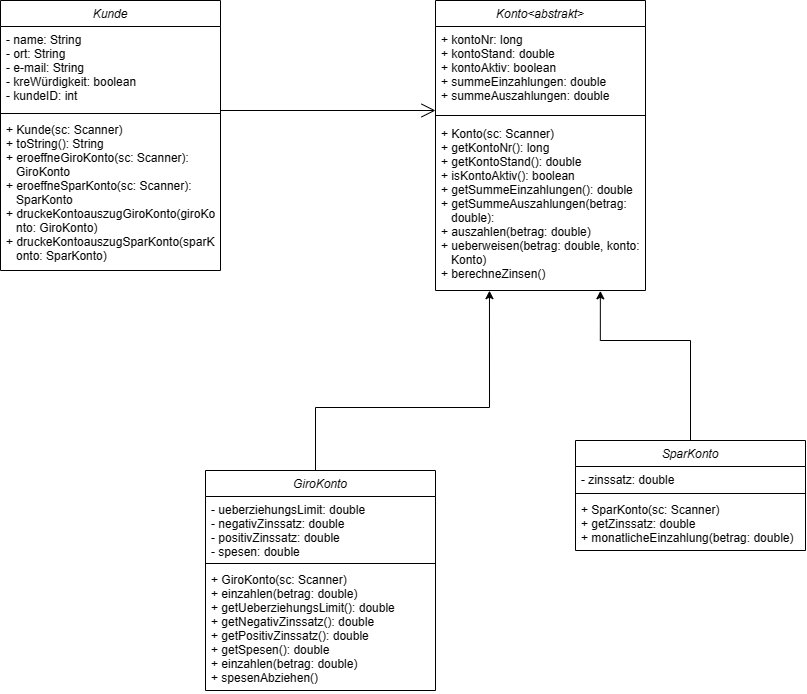 Kunde
- name: String
- ort: String
- e-mail: String
- kreWürdigkeit: boolean
- kundeID: int
+ Kunde(sc: Scanner)
+ toString(): String
+ eroeffneGiroKonto(sc: Scanner):
GiroKonto
+ eroeffneSparKonto(sc: Scanner):
SparKonto
+ druckeKontoauszugGiroKonto(giroKo
nto: GiroKonto)
+ druckeKontoauszugSparKonto(sparK
onto: SparKonto)
Konto<abstrakt>
+ kontoNr: long
+ kontoStand: double
+ kontoAktiv: boolean
+ summeEinzahlungen: double
+ summeAuszahlungen: double
+ Konto(sc: Scanner)
+ getKontoNr(): long
+ getKontoStand(): double
+ isKontoAktiv(): boolean
+ getSummeEinzahlungen(): double
+ getSummeAuszahlungen(betrag:
double):
+ auszahlen(betrag: double)
+ ueberweisen(betrag: double, konto:
Konto)
+ berechneZinsen()
GiroKonto
- ueberziehungsLimit: double
- negativZinssatz: double
- positivZinssatz: double
- spesen: double
+ GiroKonto(sc: Scanner)
+ einzahlen(betrag: double)
+ getUeberziehungsLimit(): double
+ getNegativZinssatz(): double
+ getPositivZinssatz(): double
+ getSpesen(): double
+ einzahlen(betrag: double)
+ spesenAbziehen()
SparKonto
- zinssatz: double
+ SparKonto(sc: Scanner)
+ getZinssatz: double
+ monatlicheEinzahlung(betrag: double)